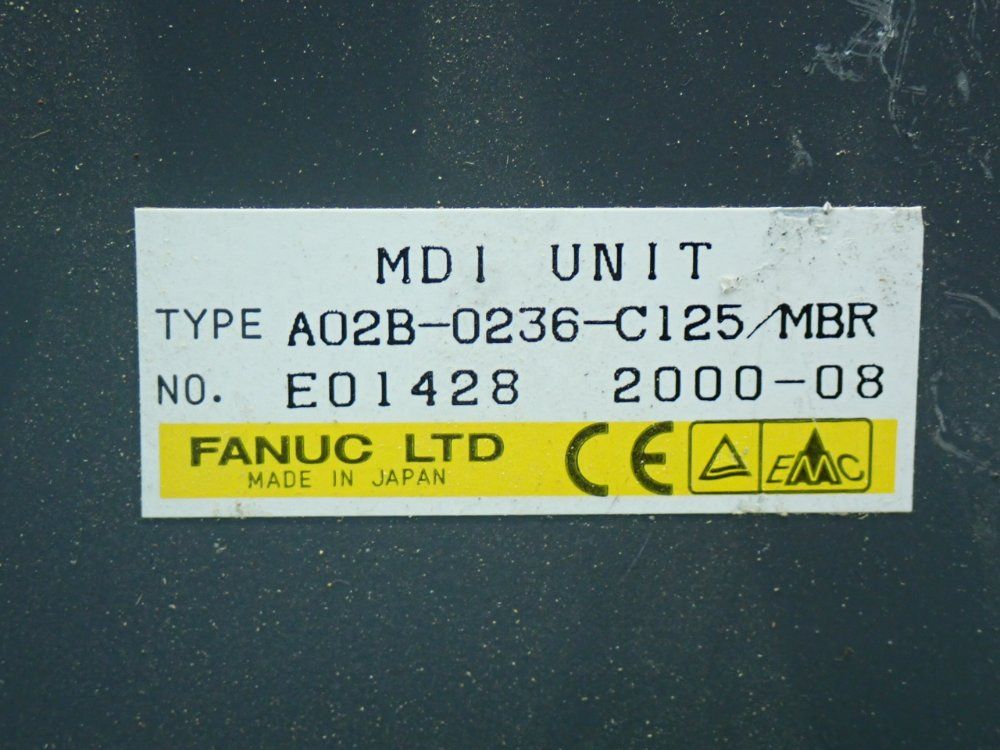 MDI UNIT
TYPE A02B-0236-C125/MBR
NO. E01428 2000-08
FANUC LTD CE EMC
MADE IN JAPAN